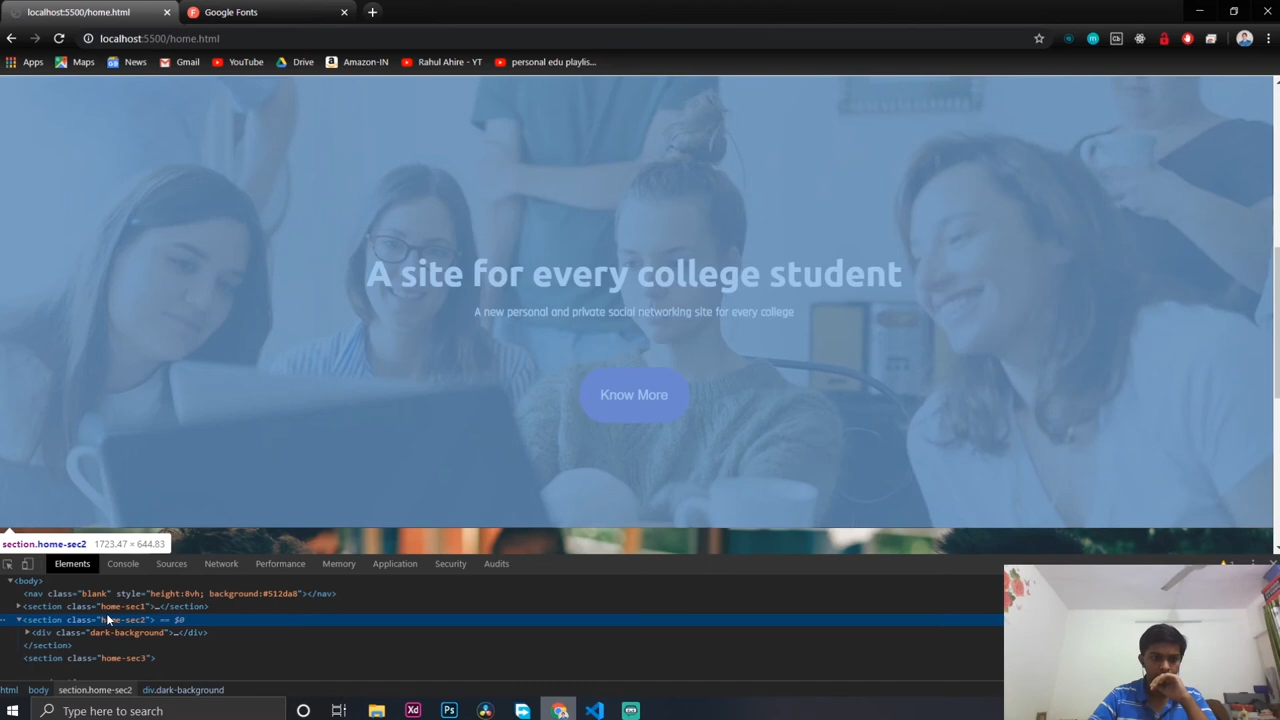 localhost:5500/home.html
Google Fonts
localhost:5500/home.html
Apps
Maps
News
Gmail
YouTube
Drive
Amazon-IN
Rahul Ahire - YT
personal edu playlis...
A site for every college student
A new personal and private social networking site for every college
Know More
section.home-sec2 1723.47 × 644.83
Elements
Console
Sources
Network
Performance
Memory
Application
Security
Audits
<body>
<nav class="blank" style="height:8vh; background:#512da8"></nav>
<section class="home-sec1">…</section>
<section class="home-sec2"> == $0
<div class="dark-background">…</div>
</section>
<section class="home-sec3">
html body section.home-sec2 div.dark-background
Type here to search